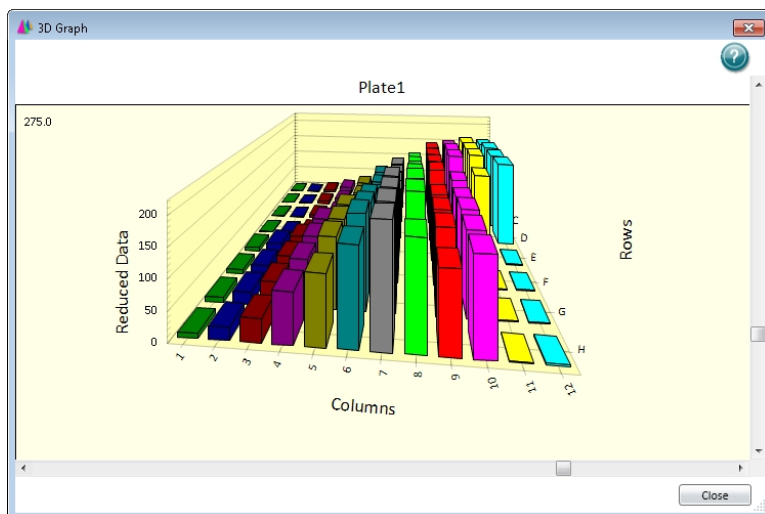 3D Graph
?
Plate1
275.0
200
150
100
50
0
Reduced Data
1 2 3 4 5 6 7 8 9 10 11 12
Columns
C
D
E
F
G
H
Rows
Close